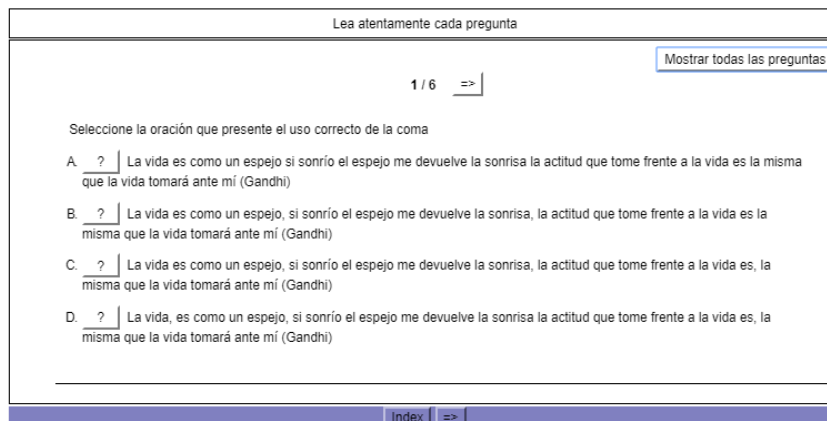 Lea atentamente cada pregunta
Mostrar todas las preguntas
1 / 6 =>
Seleccione la oración que presente el uso correcto de la coma
A. ? La vida es como un espejo si sonrío el espejo me devuelve la sonrisa la actitud que tome frente a la vida es la misma
que la vida tomará ante mí (Gandhi)
B. ? La vida es como un espejo, si sonrío el espejo me devuelve la sonrisa, la actitud que tome frente a la vida es la
misma que la vida tomará ante mí (Gandhi)
C. ? La vida es como un espejo, si sonrío el espejo me devuelve la sonrisa, la actitud que tome frente a la vida es, la
misma que la vida tomará ante mí (Gandhi)
D. ? La vida, es como un espejo, si sonrío el espejo me devuelve la sonrisa la actitud que tome frente a la vida es, la
misma que la vida tomará ante mí (Gandhi)
Index =>